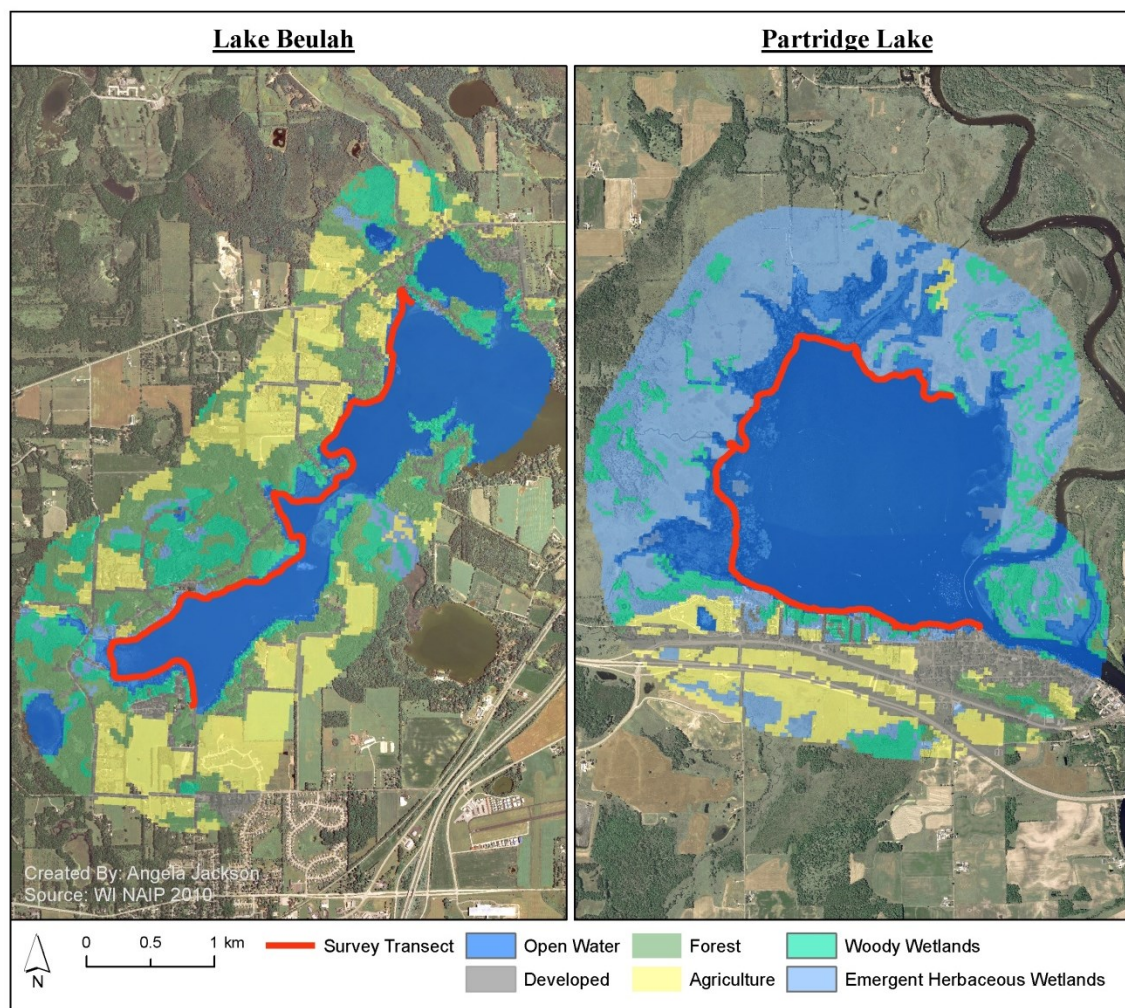 Lake Beulah
Partridge Lake
Created By: Angela Jackson
Source: WI NAIP 2010
N
0 0.5 1 km
Survey Transect
Open Water
Forest
Woody Wetlands
Developed
Agriculture
Emergent Herbaceous Wetlands